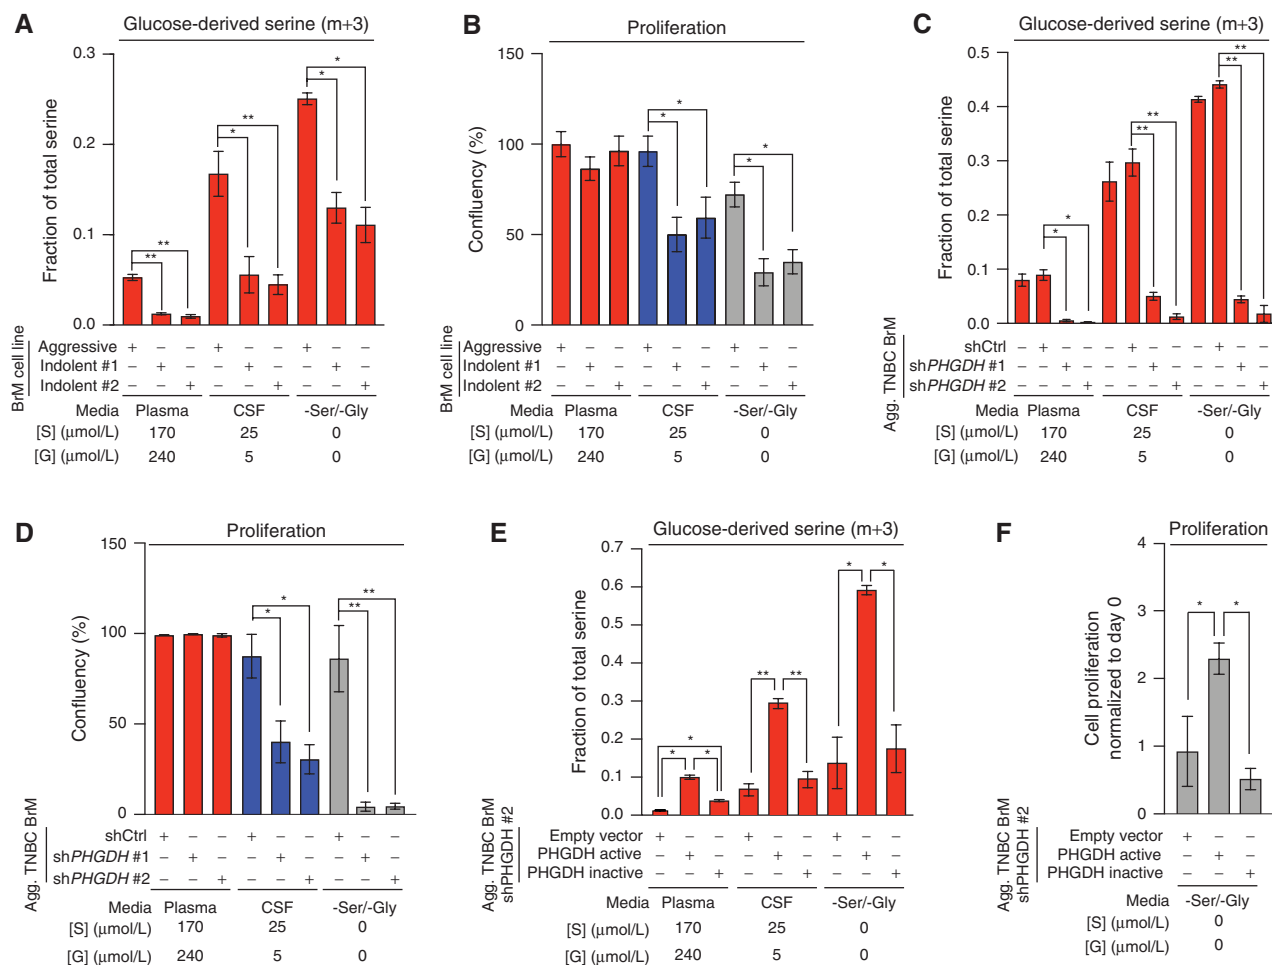 A
Glucose-derived serine (m+3)
Fraction of total serine
0.3
0.2
0.1
0.0
** ** * ** * *
BrM cell line
Aggressive + – – + – – + – –
Indolent #1 – + – – + – – + –
Indolent #2 – – + – – + – – +
Media Plasma CSF -Ser/-Gly
[S] (μmol/L) 170 25 0
[G] (μmol/L) 240 5 0
B
Proliferation
Confluency (%)
150
100
50
0
* * * *
BrM cell line
Aggressive + – – + – – + – –
Indolent #1 – + – – + – – + –
Indolent #2 – – + – – + – – +
Media Plasma CSF -Ser/-Gly
[S] (μmol/L) 170 25 0
[G] (μmol/L) 240 5 0
C
Glucose-derived serine (m+3)
Fraction of total serine
0.5
0.4
0.3
0.2
0.1
0.0
* * ** ** ** **
Agg. TNBC BrM
shCtrl – + – – – + – – – + – –
shPHGDH #1 – – + – – – + – – – + –
shPHGDH #2 – – – + – – – + – – – +
Media Plasma CSF -Ser/-Gly
[S] (μmol/L) 170 25 0
[G] (μmol/L) 240 5 0
D
Proliferation
Confluency (%)
150
100
50
0
* * ** **
Agg. TNBC BrM
shCtrl + – – + – – + – –
shPHGDH #1 – + – – + – – + –
shPHGDH #2 – – + – – + – – +
Media Plasma CSF -Ser/-Gly
[S] (μmol/L) 170 25 0
[G] (μmol/L) 240 5 0
E
Glucose-derived serine (m+3)
Fraction of total serine
0.7
0.6
0.5
0.4
0.3
0.2
0.1
0.0
* * * ** ** * *
Agg. TNBC BrM
shPHGDH #2
Empty vector + – – + – – + – –
PHGDH active – + – – + – – + –
PHGDH inactive – – + – – + – – +
Media Plasma CSF -Ser/-Gly
[S] (μmol/L) 170 25 0
[G] (μmol/L) 240 5 0
F
Proliferation
Cell proliferation
normalized to day 0
4
3
2
1
0
* *
Agg. TNBC BrM
shPHGDH #2
Empty vector + – –
PHGDH active – + –
PHGDH inactive – – +
Media -Ser/-Gly
[S] (μmol/L) 0
[G] (μmol/L) 0